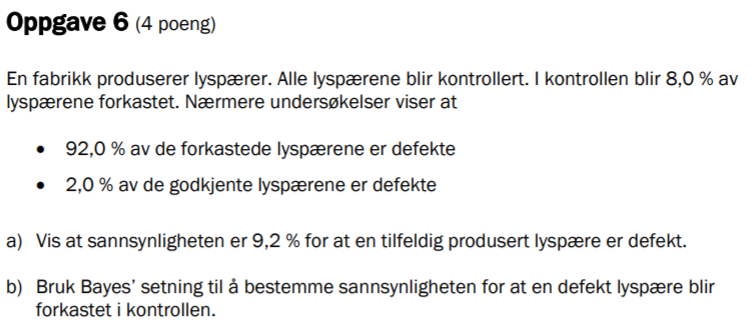 Oppgave 6 (4 poeng)
En fabrikk produserer lyspærer. Alle lyspærene blir kontrollert. I kontrollen blir 8,0 % av
lyspærene forkastet. Nærmere undersøkelser viser at
• 92,0 % av de forkastede lyspærene er defekte
• 2,0 % av de godkjente lyspærene er defekte
a) Vis at sannsynligheten er 9,2 % for at en tilfeldig produsert lyspære er defekt.
b) Bruk Bayes’ setning til å bestemme sannsynligheten for at en defekt lyspære blir
forkastet i kontrollen.